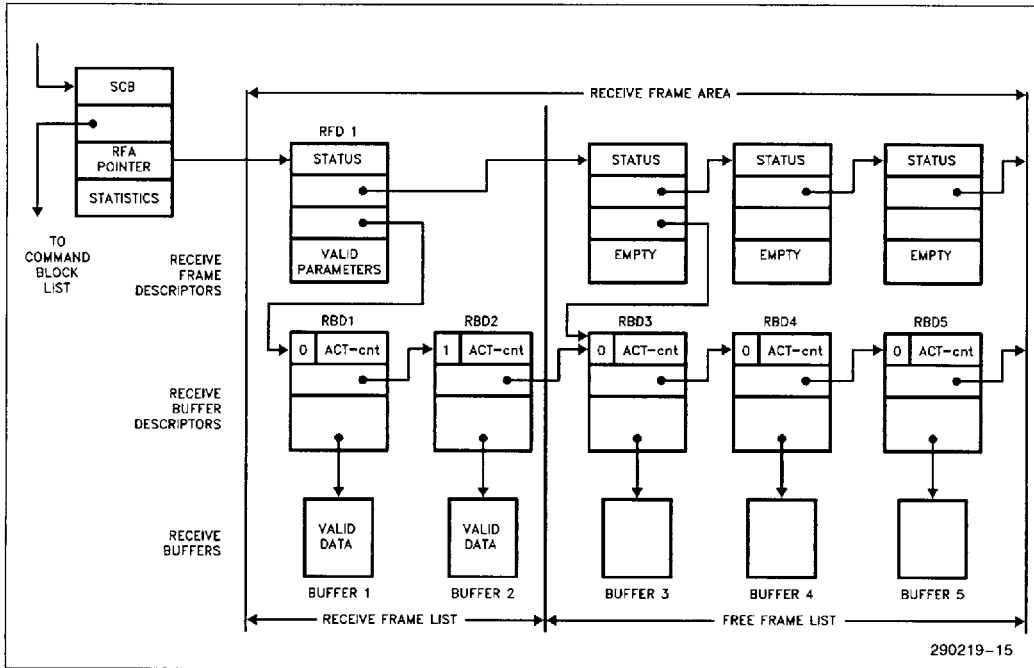 SCB
RFA
POINTER
STATISTICS
TO
COMMAND
BLOCK
LIST
RECEIVE FRAME AREA
RFD 1
STATUS
VALID
PARAMETERS
STATUS
EMPTY
STATUS
EMPTY
STATUS
EMPTY
RECEIVE
FRAME
DESCRIPTORS
RBD1
0 ACT-cnt
RBD2
1 ACT-cnt
RBD3
0 ACT-cnt
RBD4
0 ACT-cnt
RBD5
0 ACT-cnt
RECEIVE
BUFFER
DESCRIPTORS
RECEIVE
BUFFERS
VALID
DATA
BUFFER 1
VALID
DATA
BUFFER 2
BUFFER 3
BUFFER 4
BUFFER 5
RECEIVE FRAME LIST
FREE FRAME LIST
290219-15